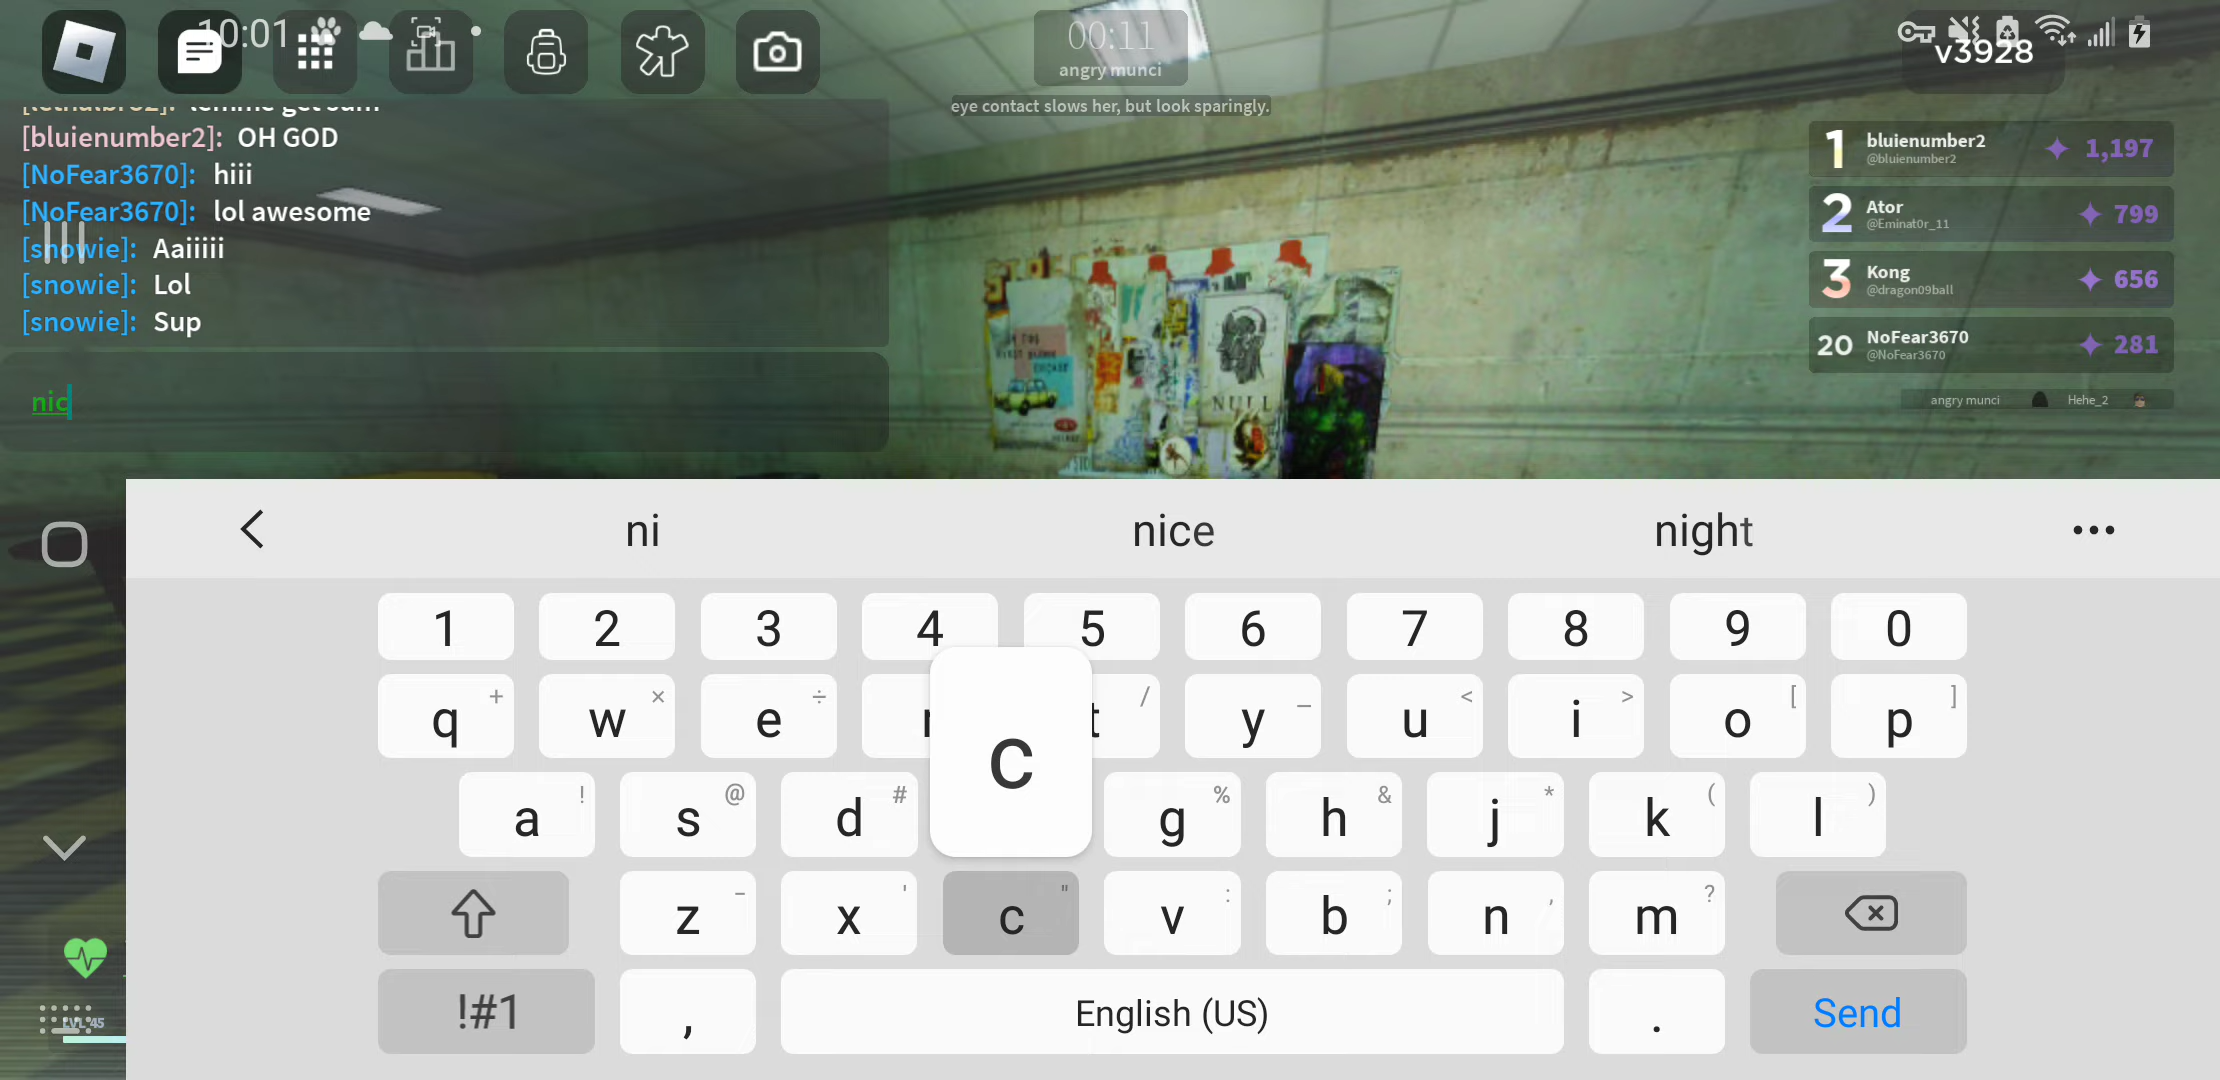 10:01
00:11
angry munci
eye contact slows her, but look sparingly.
v3928
[bluienumber2]: OH GOD
[NoFear3670]: hiii
[NoFear3670]: lol awesome
[snowie]: Aaiiiii
[snowie]: Lol
[snowie]: Sup
nic
1 bluienumber2 1,197
@bluienumber2
2 Ator 799
@Eminat0r_11
3 Kong 656
@dragon09ball
20 NoFear3670 281
@NoFear3670
angry munci Hehe_2
NULL
LVL 45
ni nice night •••
1 2 3 4 5 6 7 8 9 0
q + w × e ÷ r t / y _ u < i > o [ p ]
a ! s @ d # c g % h & j * k ( l )
z - x ' c " v : b ; n , m ?
!#1 , English (US) . Send